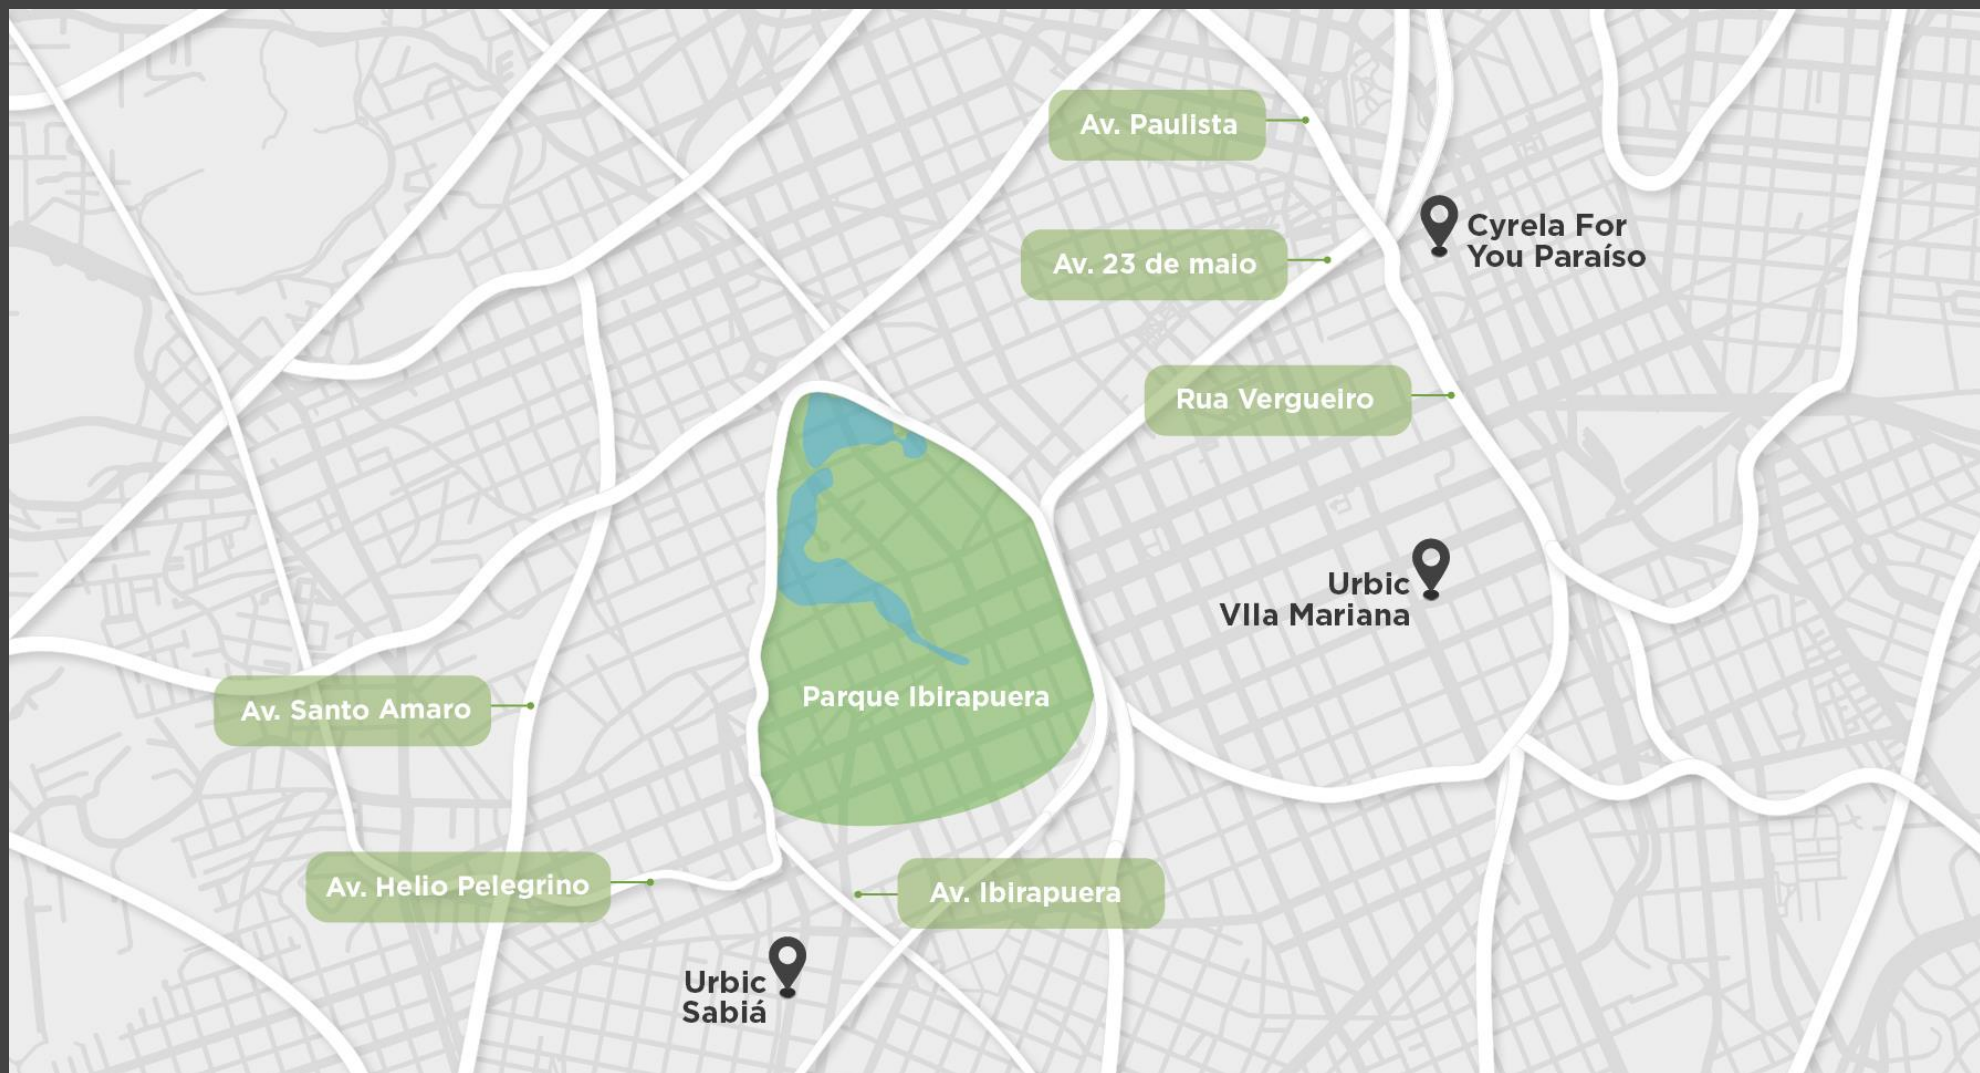 Av. Paulista
Cyrela For
You Paraíso
Av. 23 de maio
Rua Vergueiro
Urbic
VIla Mariana
Parque Ibirapuera
Av. Santo Amaro
Av. Helio Pelegrino
Av. Ibirapuera
Urbic
Sabiá